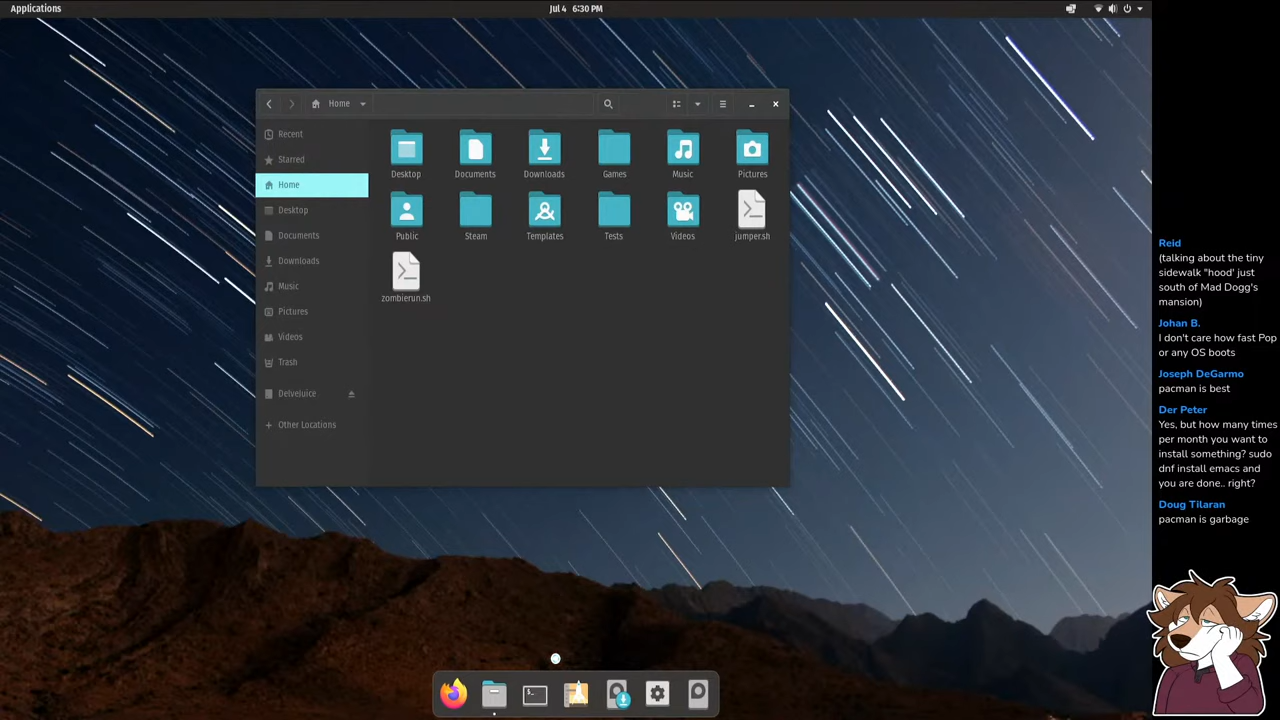 Applications
Jul 4 6:30 PM
Home
Recent
Starred
Home
Desktop
Documents
Downloads
Music
Pictures
Videos
Trash
DelveJuice
Other Locations
Desktop
Documents
Downloads
Games
Music
Pictures
Public
Steam
Templates
Tests
Videos
jumper.sh
zombierun.sh
Reid
(talking about the tiny
sidewalk "hood' just
south of Mad Dogg's
mansion)
Johan B.
I don't care how fast Pop
or any OS boots
Joseph DeGarmo
pacman is best
Der Peter
Yes, but how many times
per month you want to
install something? sudo
dnf install emacs and
you are done.. right?
Doug Tilaran
pacman is garbage